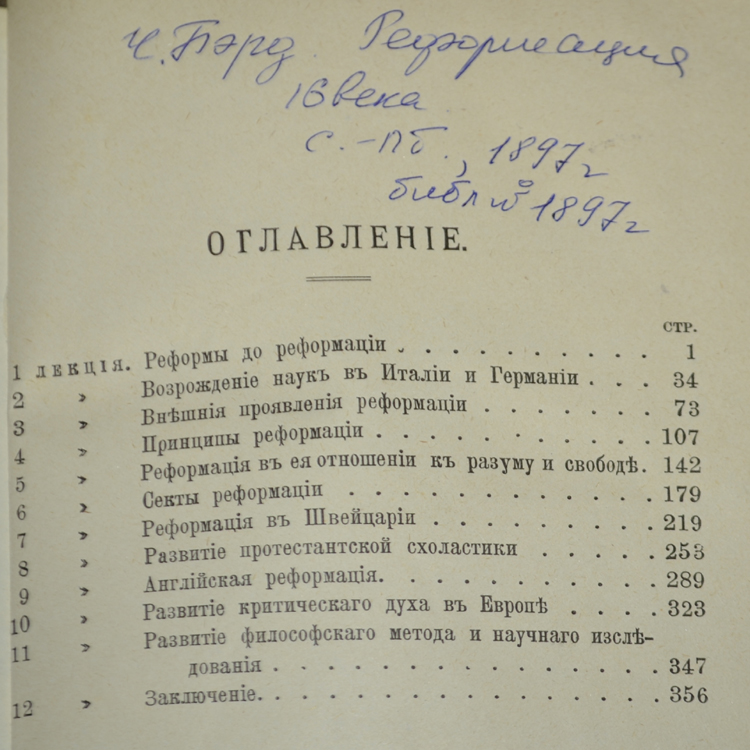 Ч. Бэрд. Реформация
16 века
с.-Пб., 1897г
библ 1897г
ОГЛАВЛЕНІЕ.
СТР.
1 ЛЕКЦІЯ. Реформы до реформаціи . . . . . . . . . . 1
2 » Возрожденіе наукъ въ Италіи и Германіи . . . 34
3 » Внѣшнія проявленія реформаціи . . . . . . . 73
4 » Принципы реформаціи . . . . . . . . . . . 107
5 » Реформація въ ея отношеніи къ разуму и свободѣ. 142
6 » Секты реформаціи . . . . . . . . . . . . 179
7 » Реформація въ Швейцаріи . . . . . . . . . 219
8 » Развитіе протестантской схоластики . . . . . 253
9 » Англійская реформація. . . . . . . . . . . 289
10 » Развитіе критическаго духа въ Европѣ . . . . 323
11 » Развитіе философскаго метода и научнаго изслѣ-
дованія . . . . . . . . . . . . . . . 347
12 » Заключеніе. . . . . . . . . . . . . . . . 356